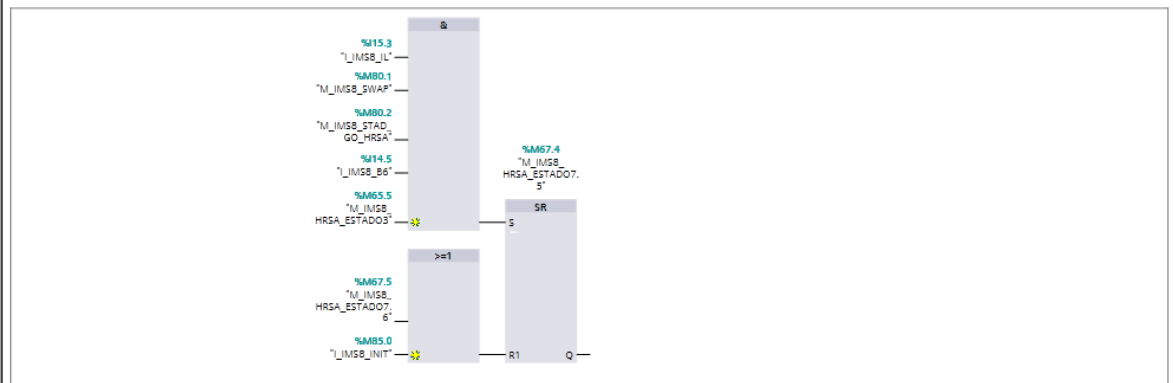 &
%I15.3
"I_IMS8_IL"
%M80.1
"M_IMS8_SWAP"
%M80.2
"M_IMS8_STAD_
GO_HRSA"
%I14.5
"I_IMS8_B6"
%M65.5
"M_IMS8_
HRSA_ESTADO3"
%M67.4
"M_IMS8_
HRSA_ESTADO7.
5"
SR
S
>=1
%M67.5
"M_IMS8_
HRSA_ESTADO7.
6"
%M85.0
"I_IMS8_INIT"
R1
Q